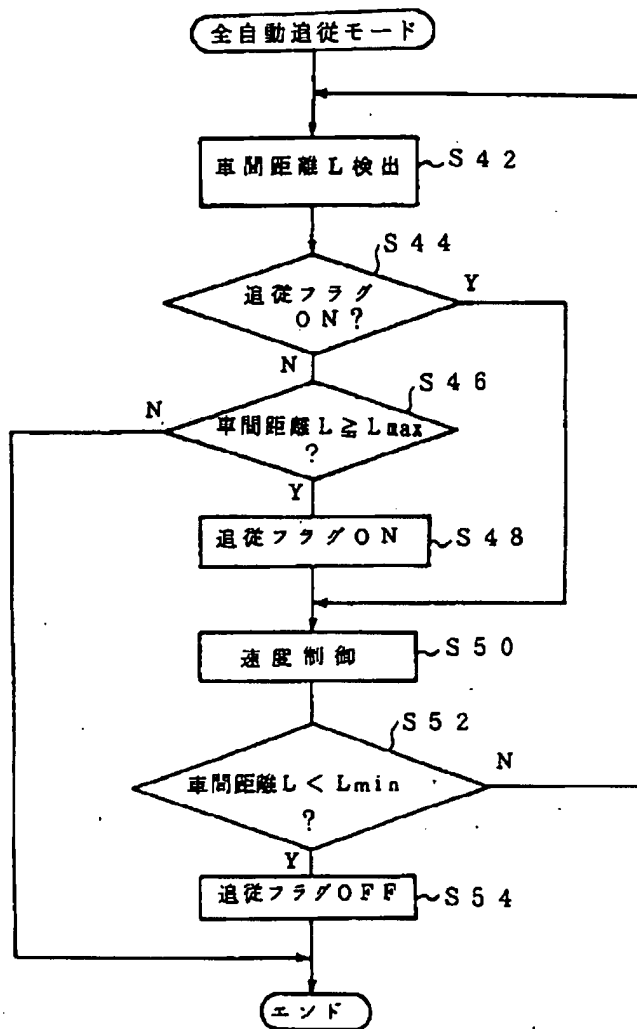 全自動追従モード
車間距離L検出
S42
S44
追従フラグ
ON?
Y
N
S46
N
車間距離L≧Lmax
?
Y
追従フラグON
S48
速度制御
S50
S52
車間距離L<Lmin
?
N
Y
追従フラグOFF
S54
エンド